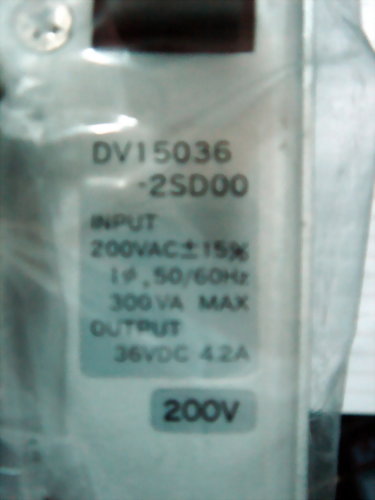 DV15036
-2SD00
INPUT
200VAC±15%
1φ, 50/60Hz
300VA MAX
OUTPUT
36VDC 4.2A
200V